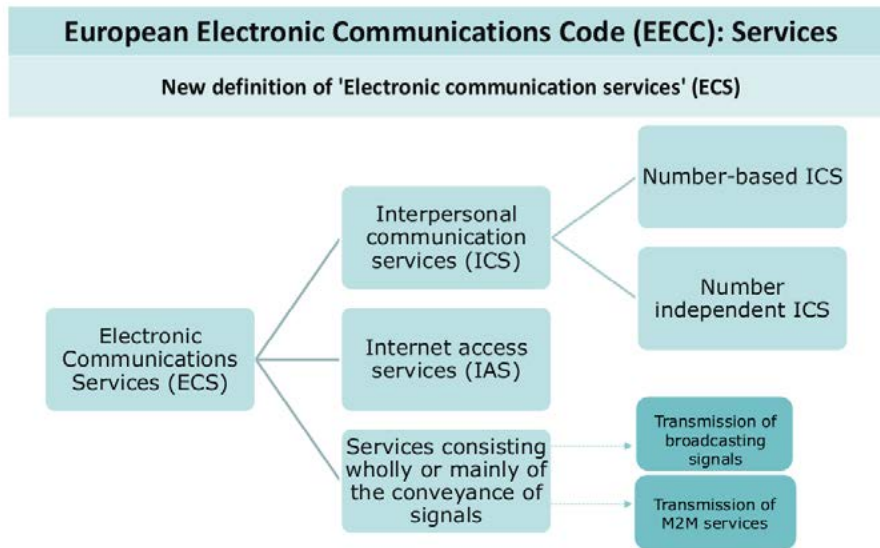 European Electronic Communications Code (EECC): Services
New definition of 'Electronic communication services' (ECS)
Number-based ICS
Interpersonal
communication
services (ICS)
Number
independent ICS
Electronic
Communications
Services (ECS)
Internet access
services (IAS)
Services consisting
wholly or mainly of
the conveyance of
signals
Transmission of
broadcasting
signals
Transmission of
M2M services